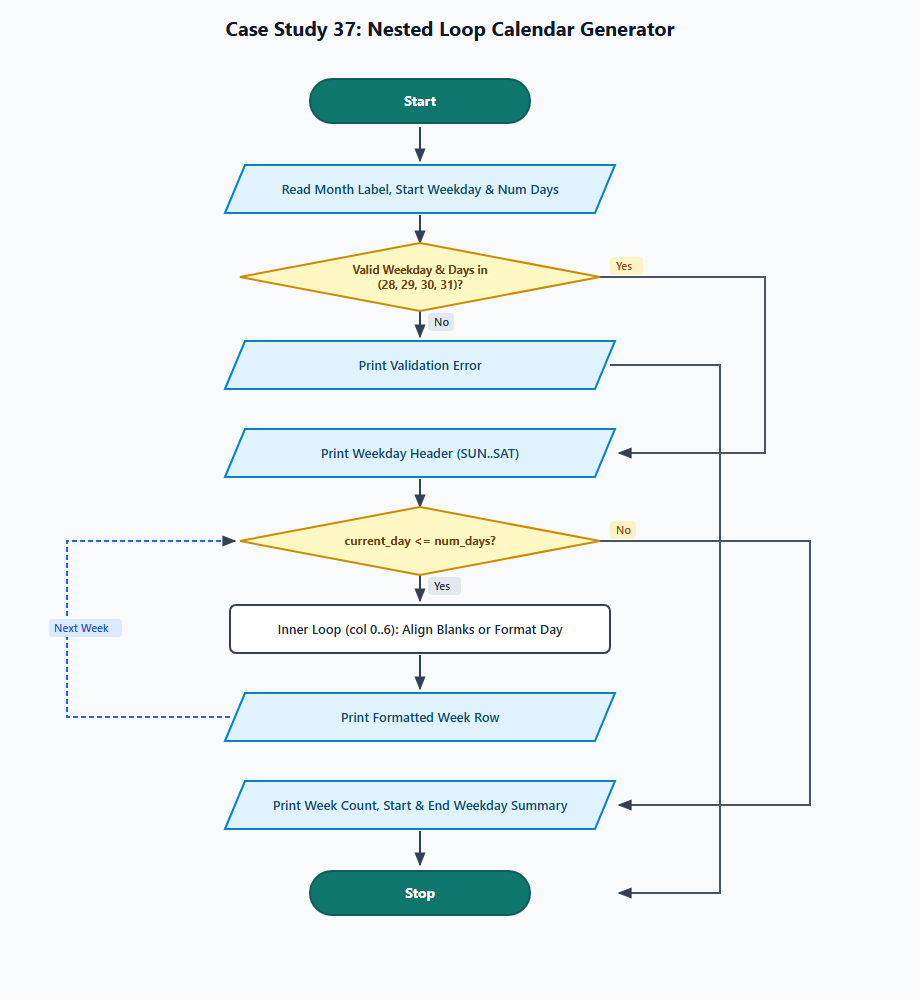 Case Study 37: Nested Loop Calendar Generator
Start
Read Month Label, Start Weekday & Num Days
Valid Weekday & Days in
(28, 29, 30, 31)?
Yes
No
Print Validation Error
Print Weekday Header (SUN..SAT)
current_day <= num_days?
No
Yes
Inner Loop (col 0..6): Align Blanks or Format Day
Next Week
Print Formatted Week Row
Print Week Count, Start & End Weekday Summary
Stop